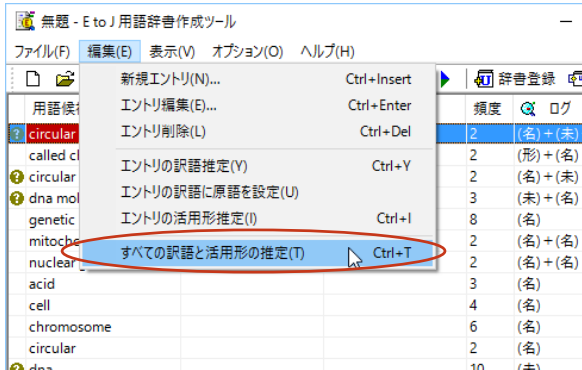 無題 - E to J 用語辞書作成ツール
ファイル(F) 編集(E) 表示(V) オプション(O) ヘルプ(H)
辞書登録
新規エントリ(N)... Ctrl+Insert
エントリ編集(E)... Ctrl+Enter
エントリ削除(L) Ctrl+Del
エントリの訳語推定(Y) Ctrl+Y
エントリの訳語に原語を設定(U)
エントリの活用形推定(I) Ctrl+I
すべての訳語と活用形の推定(T) Ctrl+T
用語候 頻度 ログ
circular 2 (名)+(未)
called cl 2 (形)+(名)
circular 2 (名)+(未)
dna mol 3 (未)+(名)
genetic 8 (名)
mitoch 2 (名)+(名)
nuclear 2 (名)+(名)
acid 3 (名)
cell 4 (名)
chromosome 6 (名)
circular 2 (名)
dna 10 (未)